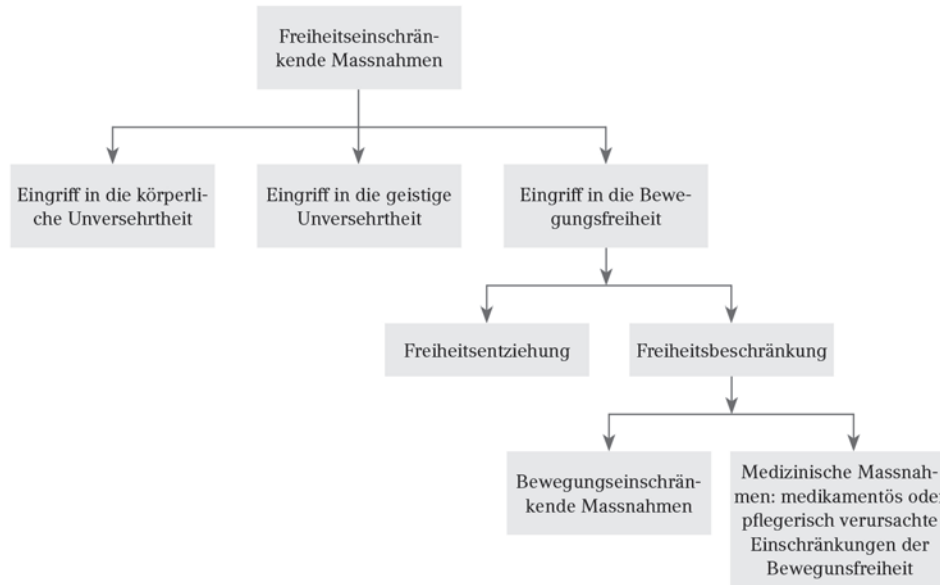 Freiheitseinschrän-
kende Massnahmen
Eingriff in die körperli-
che Unversehrtheit
Eingriff in die geistige
Unversehrtheit
Eingriff in die Bewe-
gungsfreiheit
Freiheitsentziehung
Freiheitsbeschränkung
Bewegungseinschrän-
kende Massnahmen
Medizinische Massnah-
men: medikamentös oder
pflegerisch verursachte
Einschränkungen der
Bewegunsfreiheit